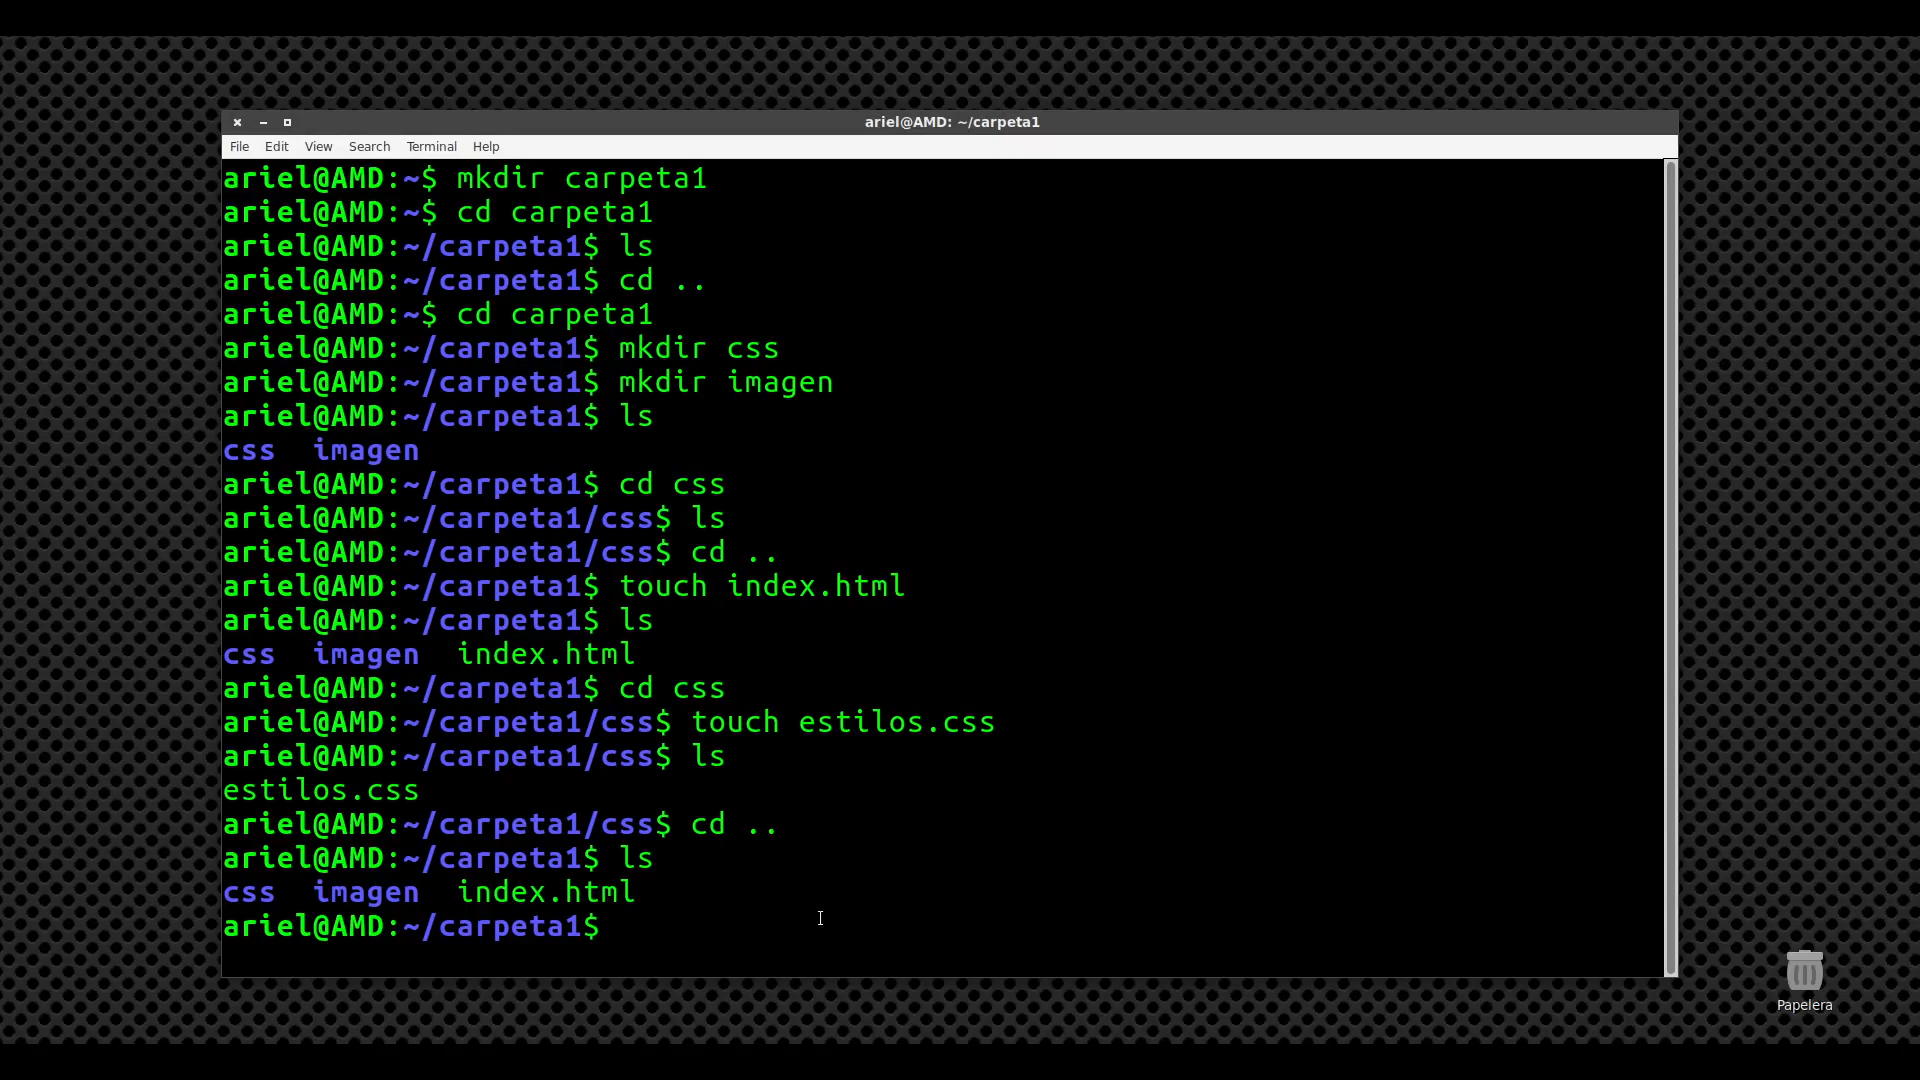 ariel@AMD: ~/carpeta1
File Edit View Search Terminal Help
ariel@AMD:~$ mkdir carpeta1
ariel@AMD:~$ cd carpeta1
ariel@AMD:~/carpeta1$ ls
ariel@AMD:~/carpeta1$ cd ..
ariel@AMD:~$ cd carpeta1
ariel@AMD:~/carpeta1$ mkdir css
ariel@AMD:~/carpeta1$ mkdir imagen
ariel@AMD:~/carpeta1$ ls
css  imagen
ariel@AMD:~/carpeta1$ cd css
ariel@AMD:~/carpeta1/css$ ls
ariel@AMD:~/carpeta1/css$ cd ..
ariel@AMD:~/carpeta1$ touch index.html
ariel@AMD:~/carpeta1$ ls
css  imagen  index.html
ariel@AMD:~/carpeta1$ cd css
ariel@AMD:~/carpeta1/css$ touch estilos.css
ariel@AMD:~/carpeta1/css$ ls
estilos.css
ariel@AMD:~/carpeta1/css$ cd ..
ariel@AMD:~/carpeta1$ ls
css  imagen  index.html
ariel@AMD:~/carpeta1$
Papelera